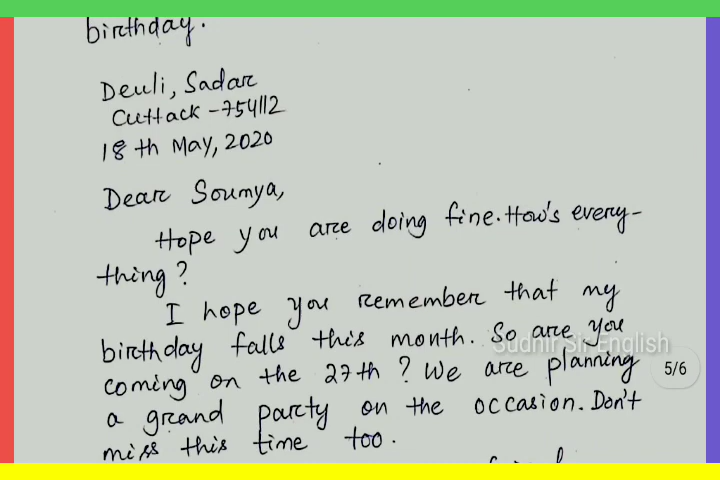 birthday.
Deuli, Sadar
Cuttack - 754112
18 th May, 2020
Dear Soumya,
Hope you are doing fine. How's every-
thing?
I hope you remember that my
birthday falls this month. So are you
Sudhir Sir English
coming on the 27th? We are planning
5/6
a grand party on the occasion. Don't
miss this time too.